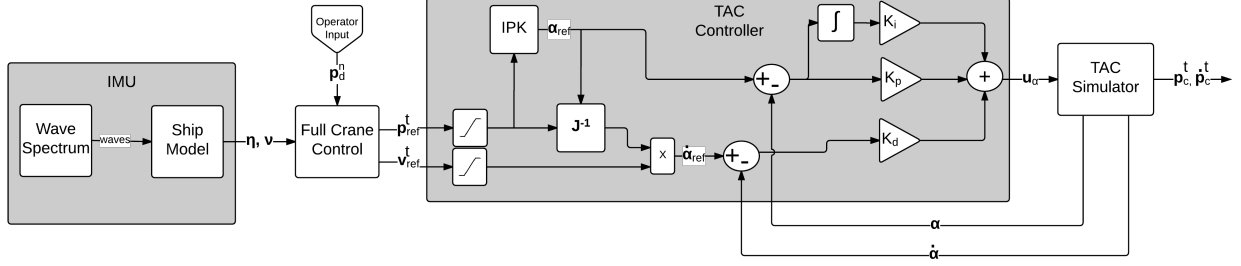 Operator
Input
p_d^n
IMU
Wave
Spectrum
waves
Ship
Model
η, ν
Full Crane
Control
p_ref^t
v_ref^t
TAC
Controller
IPK
α_ref
J⁻¹
x
α̇_ref
+
-
+
-
∫
K_i
K_p
K_d
+
u_α
TAC
Simulator
p_c^t, ṗ_c^t
α
α̇